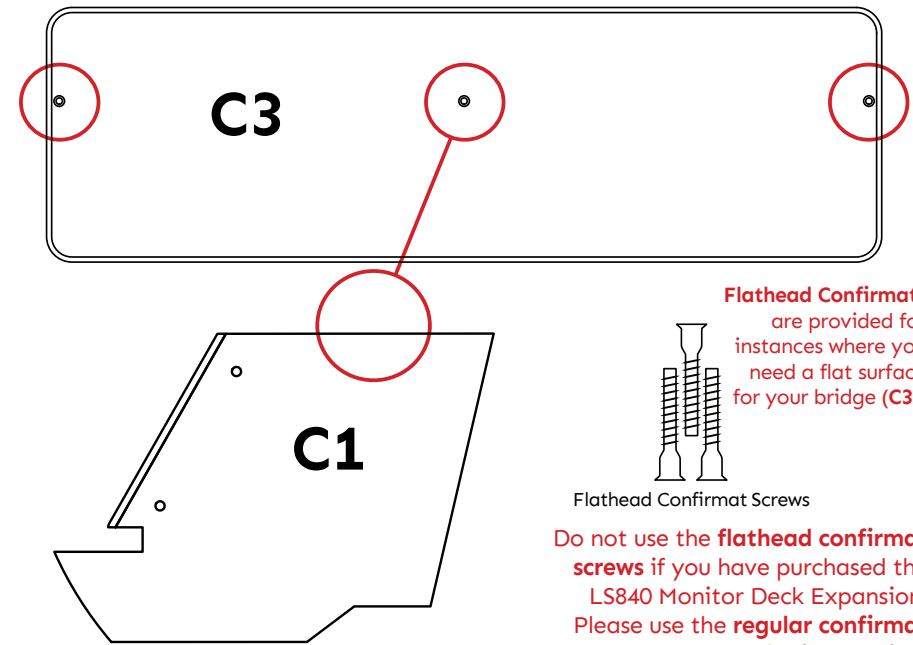 C3
C1
Flathead Confirmat
are provided fo
instances where yo
need a flat surfac
for your bridge (C3
Flathead Confirmat Screws
Do not use the flathead confirma
screws if you have purchased th
LS840 Monitor Deck Expansion
Please use the regular confirma